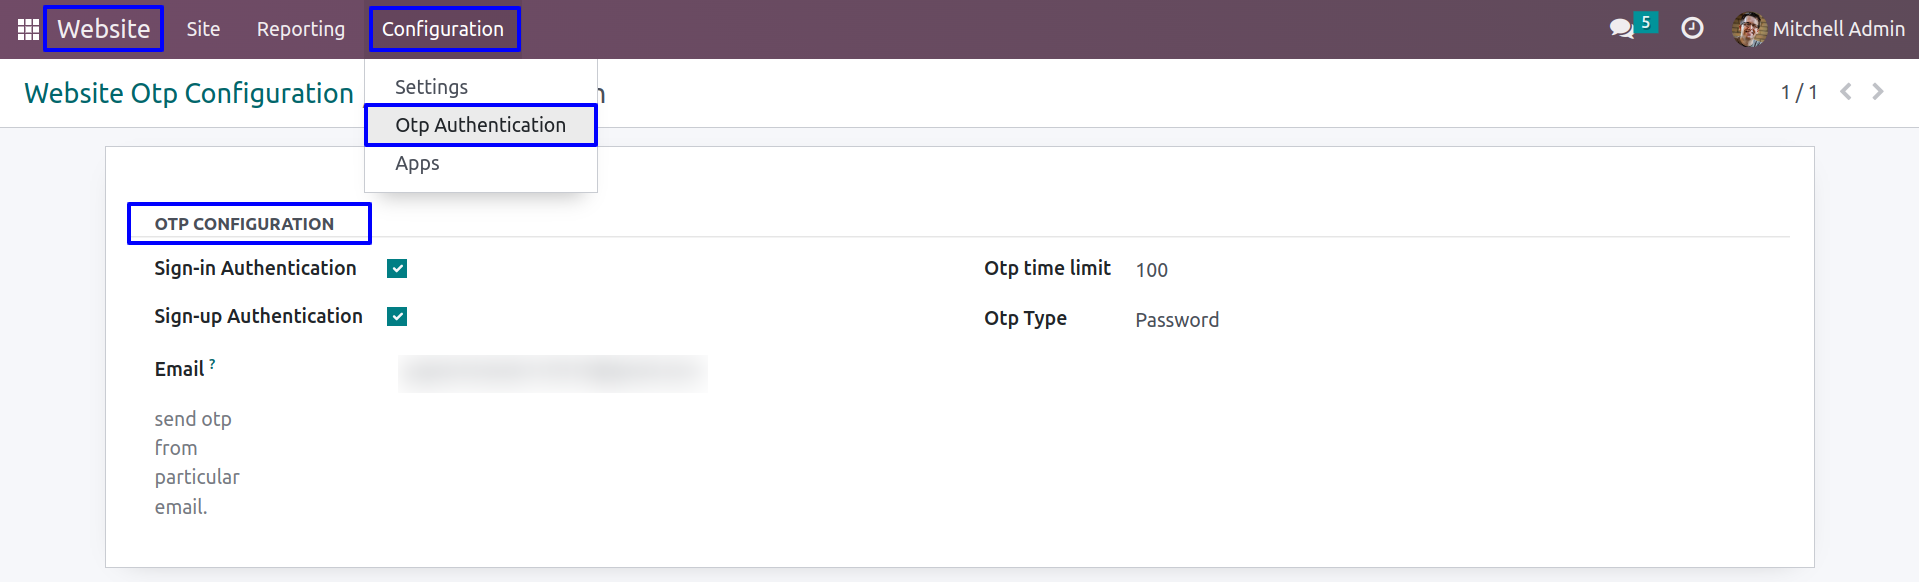 Website Site Reporting Configuration 5 Mitchell Admin
Settings
Website Otp Configuration 1 / 1
Otp Authentication
Apps
OTP CONFIGURATION
Sign-in Authentication Otp time limit 100
Sign-up Authentication Otp Type Password
Email ?
send otp
from
particular
email.